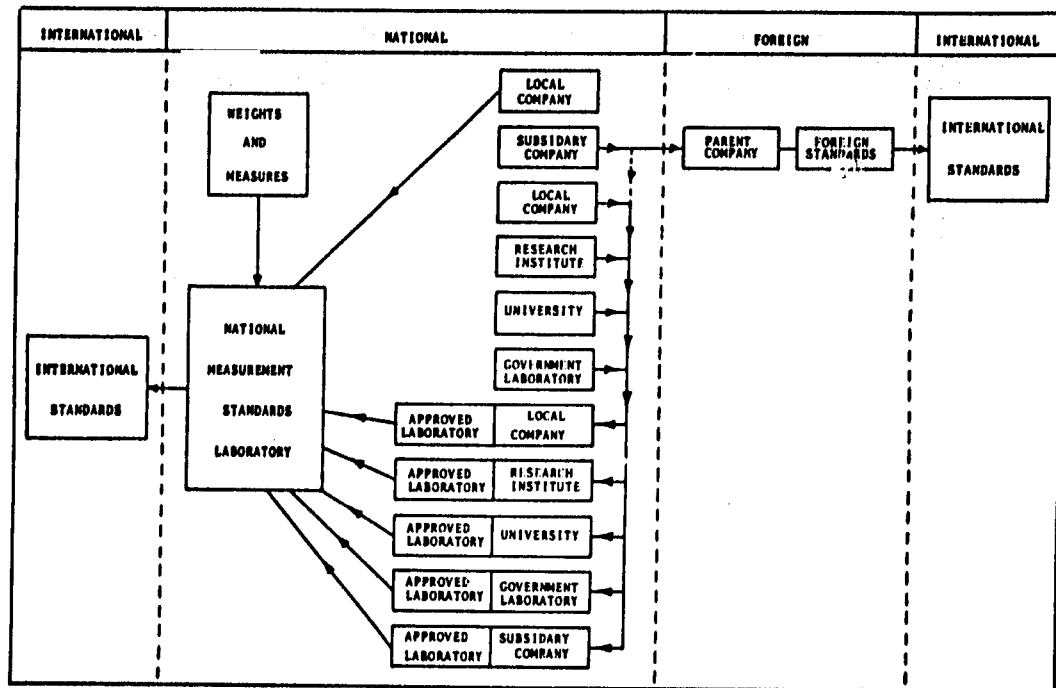 INTERNATIONAL
NATIONAL
FOREIGN
INTERNATIONAL
WEIGHTS
AND
MEASURES
LOCAL
COMPANY
SUBSIDARY
COMPANY
PARENT
COMPANY
FOREIGN
STANDARDS
INTERNATIONAL
STANDARDS
LOCAL
COMPANY
RESEARCH
INSTITUTE
UNIVERSITY
GOVERNMENT
LABORATORY
NATIONAL
MEASUREMENT
STANDARDS
LABORATORY
INTERNATIONAL
STANDARDS
APPROVED
LABORATORY
LOCAL
COMPANY
APPROVED
LABORATORY
RESEARCH
INSTITUTE
APPROVED
LABORATORY
UNIVERSITY
APPROVED
LABORATORY
GOVERNMENT
LABORATORY
APPROVED
LABORATORY
SUBSIDARY
COMPANY